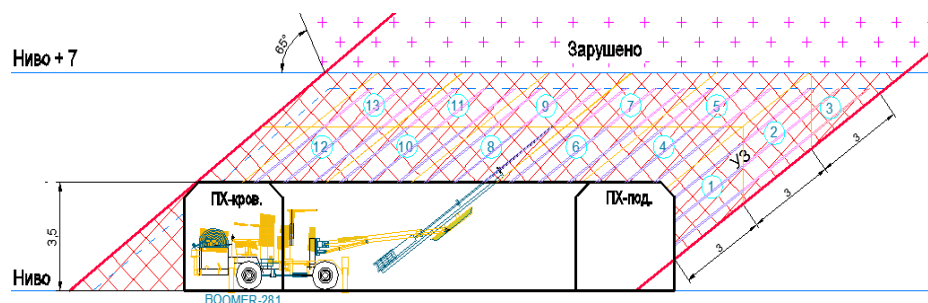 Зарушено
65°
Ниво + 7
13
11
9
7
5
3
12
10
8
6
4
2
1
УЗ
3
3
3
3,5
ПХ-кров.
ПХ-под.
Ниво
BOOMER-281